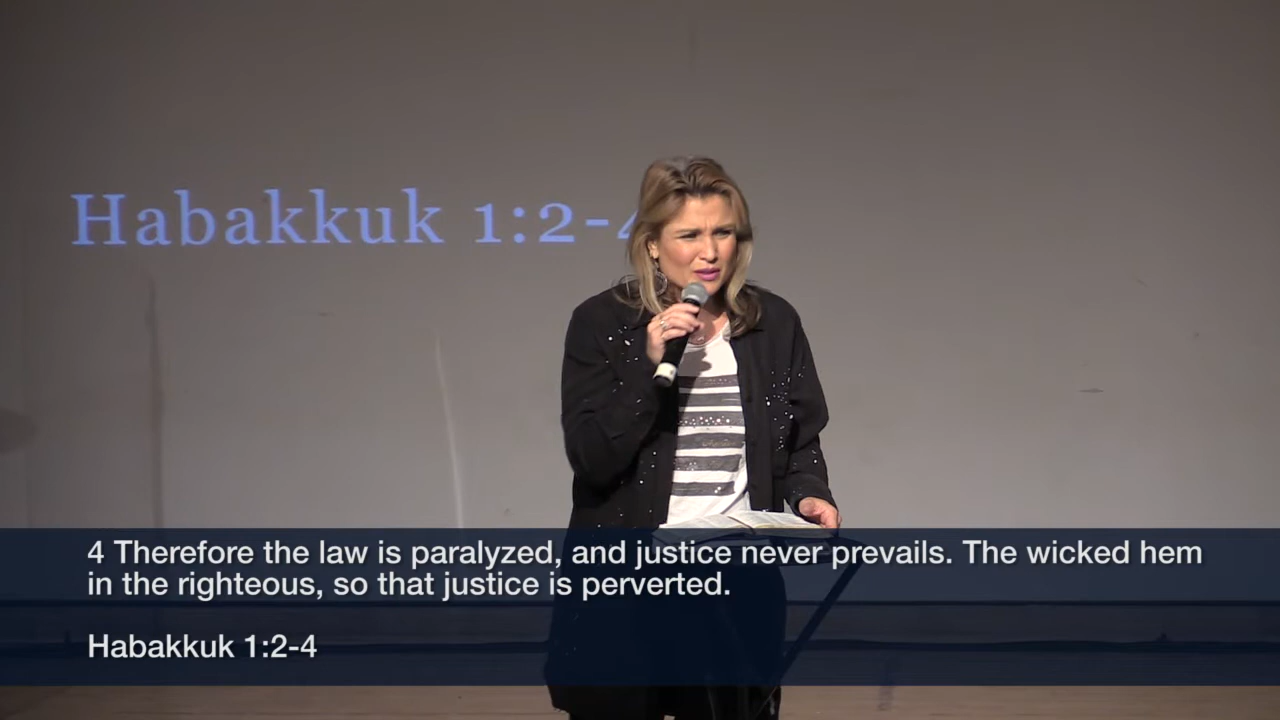 Habakkuk 1:2-4
4 Therefore the law is paralyzed, and justice never prevails. The wicked hem
in the righteous, so that justice is perverted.
Habakkuk 1:2-4